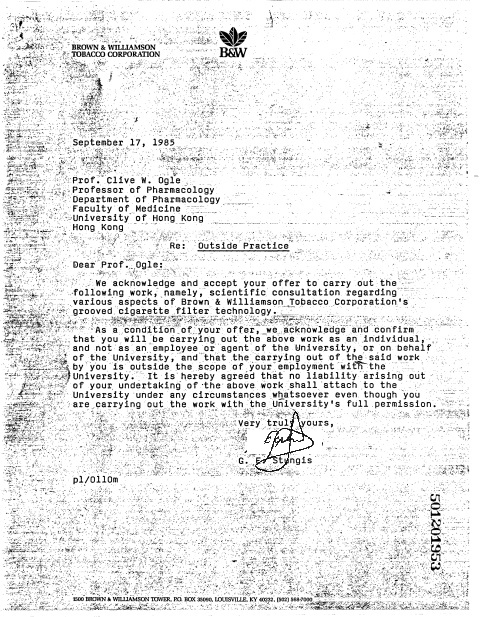 BROWN & WILLIAMSON
TOBACCO CORPORATION
B&W
September 17, 1985
Prof. Clive W. Ogle
Professor of Pharmacology
Department of Pharmacology
Faculty of Medicine
University of Hong Kong
Hong Kong
Re: Outside Practice
Dear Prof. Ogle:
We acknowledge and accept your offer to carry out the
following work, namely, scientific consultation regarding
various aspects of Brown & Williamson Tobacco Corporation's
grooved cigarette filter technology.
As a condition of your offer, we acknowledge and confirm
that you will be carrying out the above work as an individual,
and not as an employee or agent of the University, or on behalf
of the University, and that the carrying out of the said work
by you is outside the scope of your employment with the
University. It is hereby agreed that no liability arising out
of your undertaking of the above work shall attach to the
University under any circumstances whatsoever even though you
are carrying out the work with the University's full permission.
Very truly yours,
G. E. Stungis
pl/0110m
501201953
1500 BROWN & WILLIAMSON TOWER, P.O. BOX 35090, LOUISVILLE, KY 40232, (502) 568-7000